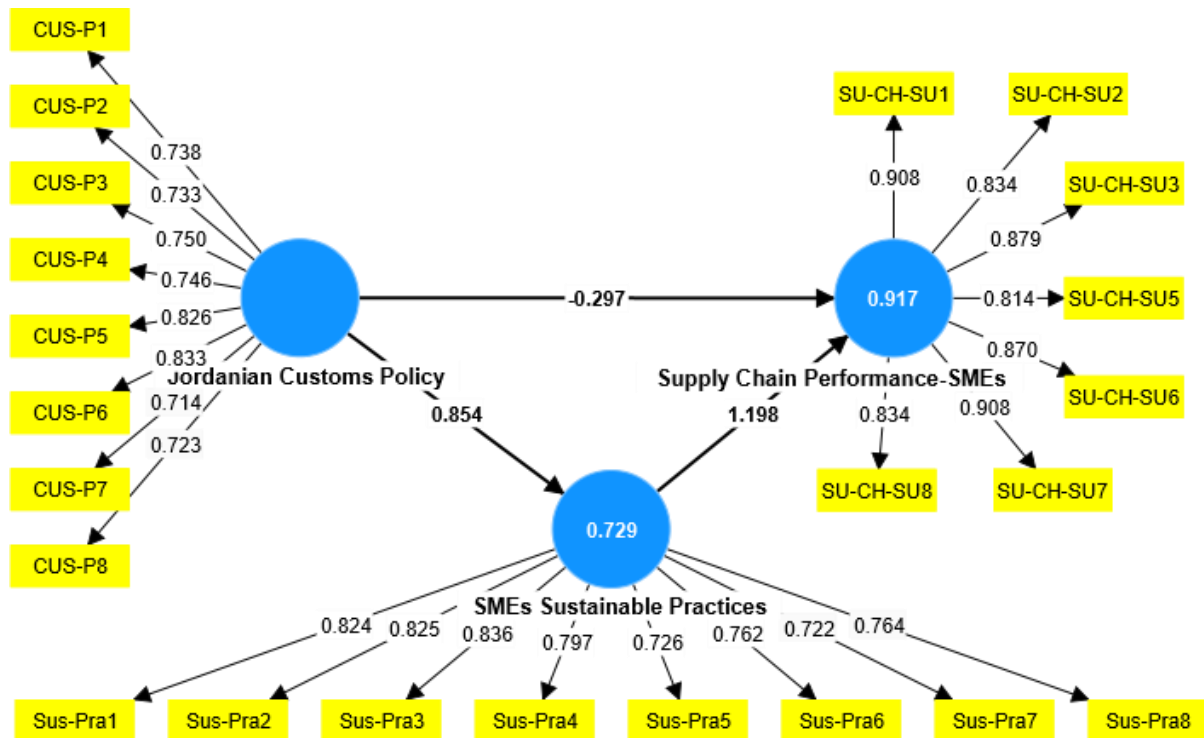 CUS-P1
CUS-P2
CUS-P3
CUS-P4
CUS-P5
CUS-P6
CUS-P7
CUS-P8
0.738
0.733
0.750
0.746
0.826
0.833
0.714
0.723
Jordanian Customs Policy
-0.297
0.854
1.198
SU-CH-SU1
SU-CH-SU2
SU-CH-SU3
SU-CH-SU5
SU-CH-SU6
SU-CH-SU7
SU-CH-SU8
0.908
0.834
0.879
0.814
0.870
0.908
0.834
0.917
Supply Chain Performance-SMEs
0.729
SMEs Sustainable Practices
0.824
0.825
0.836
0.797
0.726
0.762
0.722
0.764
Sus-Pra1
Sus-Pra2
Sus-Pra3
Sus-Pra4
Sus-Pra5
Sus-Pra6
Sus-Pra7
Sus-Pra8